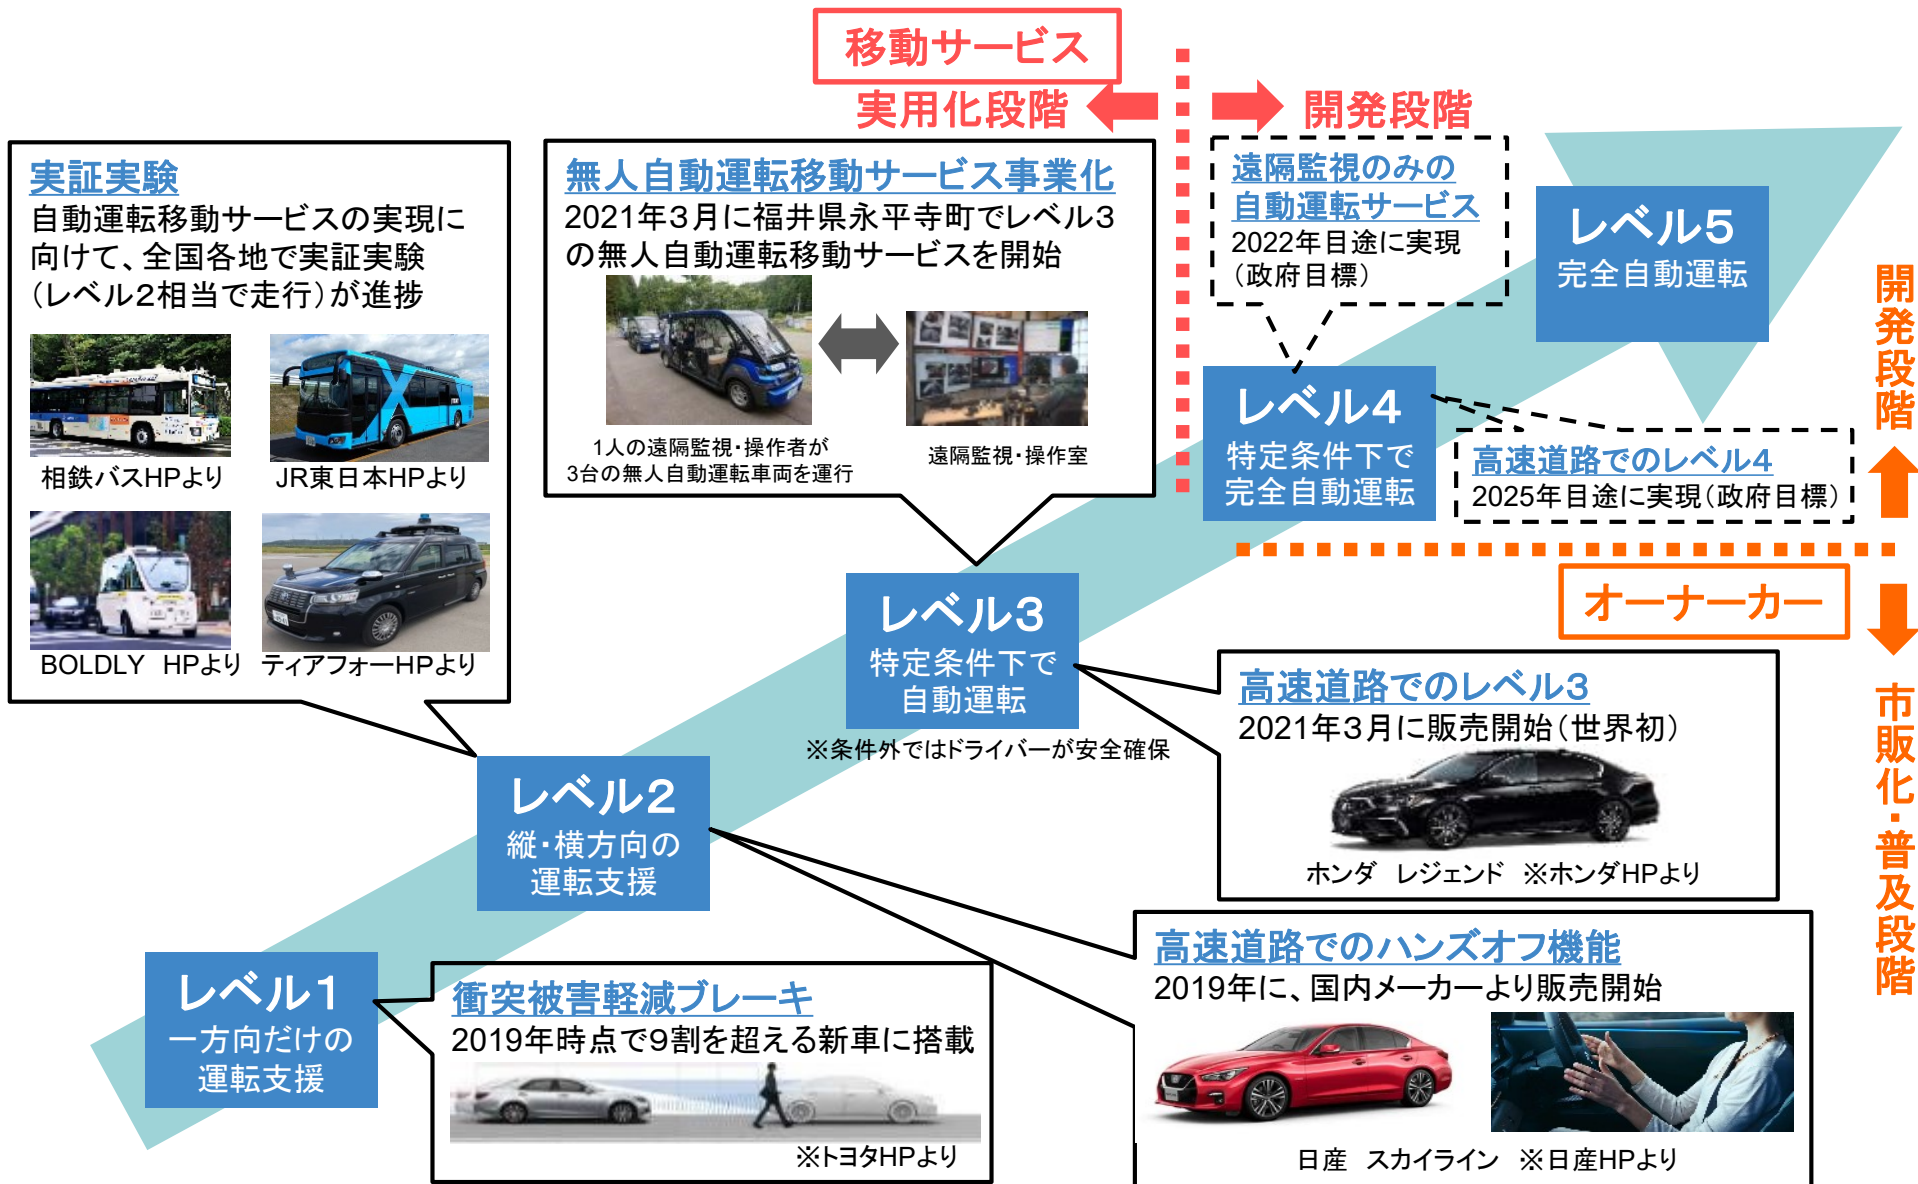 移動サービス
実用化段階
開発段階
実証実験
自動運転移動サービスの実現に
向けて、全国各地で実証実験
（レベル2相当で走行）が進捗
相鉄バスHPより
JR東日本HPより
BOLDLY　HPより
ティアフォーHPより
無人自動運転移動サービス事業化
2021年3月に福井県永平寺町でレベル3
の無人自動運転移動サービスを開始
1人の遠隔監視・操作者が
3台の無人自動運転車両を運行
遠隔監視・操作室
遠隔監視のみの
自動運転サービス
2022年目途に実現
（政府目標）
レベル5
完全自動運転
開発段階
レベル4
特定条件下で
完全自動運転
高速道路でのレベル4
2025年目途に実現（政府目標）
オーナーカー
市販化・普及段階
レベル3
特定条件下で
自動運転
※条件外ではドライバーが安全確保
高速道路でのレベル3
2021年3月に販売開始（世界初）
ホンダ　レジェンド　※ホンダHPより
レベル2
縦・横方向の
運転支援
高速道路でのハンズオフ機能
2019年に、国内メーカーより販売開始
日産　スカイライン　※日産HPより
レベル1
一方向だけの
運転支援
衝突被害軽減ブレーキ
2019年時点で9割を超える新車に搭載
※トヨタHPより